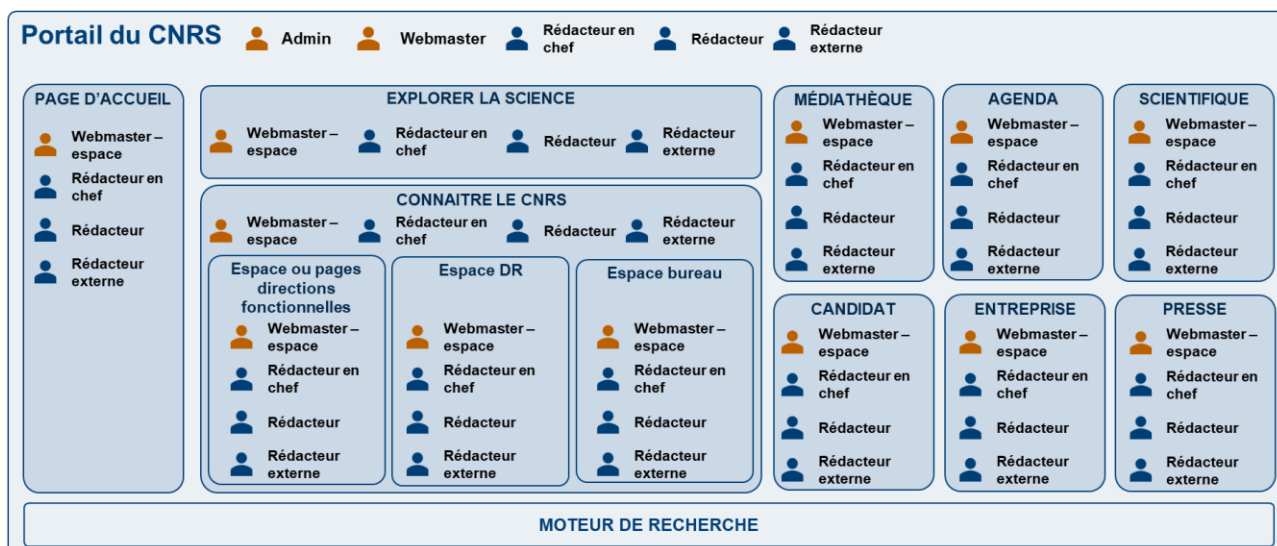 Portail du CNRS
Admin
Webmaster
Rédacteur en
chef
Rédacteur
Rédacteur
externe
PAGE D'ACCUEIL
Webmaster –
espace
Rédacteur en
chef
Rédacteur
Rédacteur
externe
EXPLORER LA SCIENCE
Webmaster –
espace
Rédacteur en
chef
Rédacteur
Rédacteur
externe
CONNAITRE LE CNRS
Webmaster –
espace
Rédacteur en
chef
Rédacteur
Rédacteur
externe
Espace ou pages
directions
fonctionnelles
Webmaster –
espace
Rédacteur en
chef
Rédacteur
Rédacteur
externe
Espace DR
Webmaster –
espace
Rédacteur en
chef
Rédacteur
Rédacteur
externe
Espace bureau
Webmaster –
espace
Rédacteur en
chef
Rédacteur
Rédacteur
externe
MÉDIATHÈQUE
Webmaster –
espace
Rédacteur en
chef
Rédacteur
Rédacteur
externe
AGENDA
Webmaster –
espace
Rédacteur en
chef
Rédacteur
Rédacteur
externe
SCIENTIFIQUE
Webmaster –
espace
Rédacteur en
chef
Rédacteur
Rédacteur
externe
CANDIDAT
Webmaster –
espace
Rédacteur en
chef
Rédacteur
Rédacteur
externe
ENTREPRISE
Webmaster –
espace
Rédacteur en
chef
Rédacteur
Rédacteur
externe
PRESSE
Webmaster –
espace
Rédacteur en
chef
Rédacteur
Rédacteur
externe
MOTEUR DE RECHERCHE